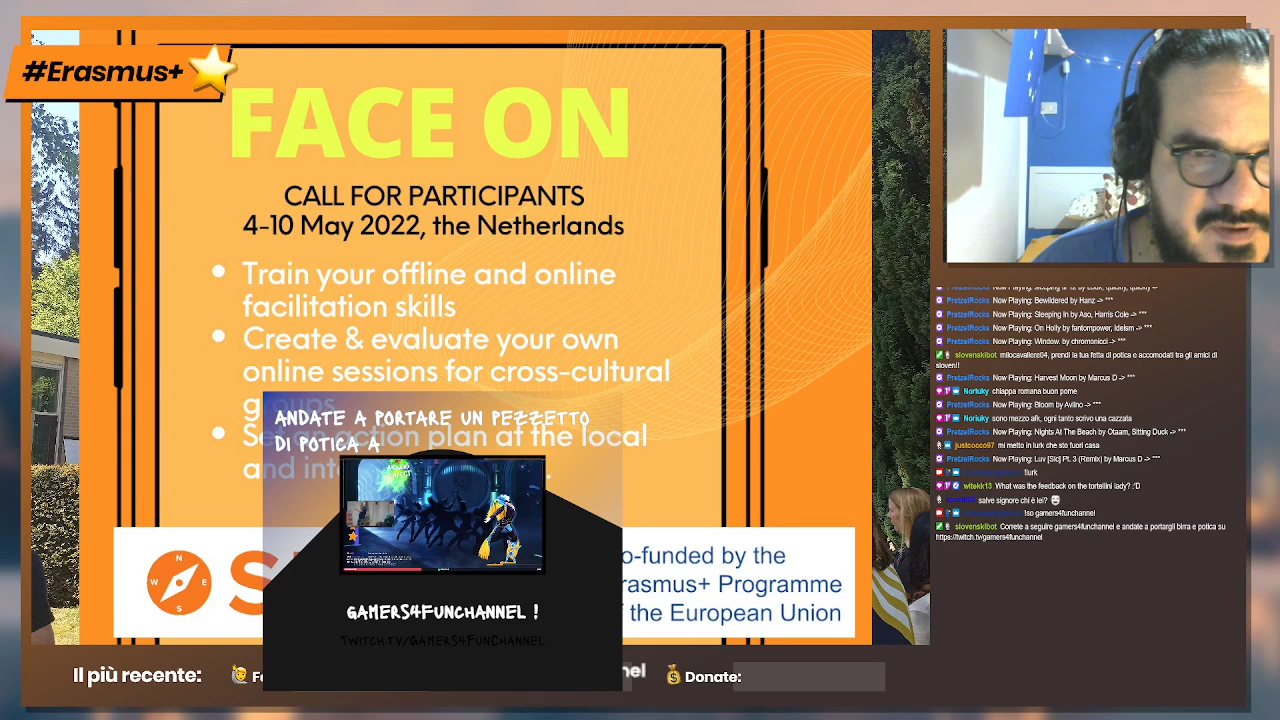 #Erasmus+
FACE ON
CALL FOR PARTICIPANTS
4-10 May 2022, the Netherlands
Train your offline and online
facilitation skills
Create & evaluate your own
online sessions for cross-cultural
groups
Set an action plan at the local
and
ANDATE A PORTARE UN PEZZETTO
DI POTICA A
GAMERS4FUNCHANNEL !
TWITCH.TV/GAMERS4FUNCHANNEL
N
W E
S
S
o-funded by the
rasmus+ Programme
the European Union
Il più recente:
nel
Donate:
PretzelRocks Now Playing: Bewildered by Hanz -> ***
PretzelRocks Now Playing: Sleeping In by Aso, Harris Cole -> ***
PretzelRocks Now Playing: On Holly by fantompower, Idelsm -> ***
PretzelRocks Now Playing: Window. by chromonicci -> ***
slovenskibot milocavaliere04, prendi la tua fetta di potica e accomodati tra gli amici di
sloven!!
PretzelRocks Now Playing: Harvest Moon by Marcus D -> ***
Noriuky chiappa romana buon pome
PretzelRocks Now Playing: Bloom by Avilno -> ***
Noriuky sono mezzo afk, ogni tanto scrivo una cazzata
PretzelRocks Now Playing: Nights At The Beach by Otaam, Sitting Duck -> ***
justcocco97 mi metto in lurk che sto fuori casa
PretzelRocks Now Playing: Luv [Sic] Pt. 3 (Remix) by Marcus D -> ***
!lurk
witekk13 What was the feedback on the tortellini lady? :'D
salve signore chi è lei?
!so gamers4funchannel
slovenskibot Correte a seguire gamers4funchannel e andate a portargli birra e potica su
https://twitch.tv/gamers4funchannel